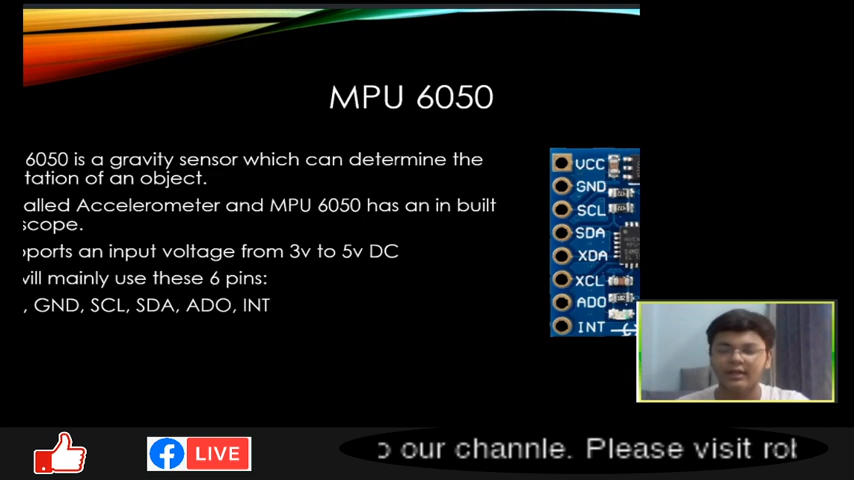 MPU 6050
6050 is a gravity sensor which can determine the
tation of an object.
alled Accelerometer and MPU 6050 has an in built
scope.
pports an input voltage from 3v to 5v DC
will mainly use these 6 pins:
, GND, SCL, SDA, ADO, INT
VCC
GND
SCL
SDA
XDA
XCL
ADO
INT
LIVE
o our channle. Please visit rob